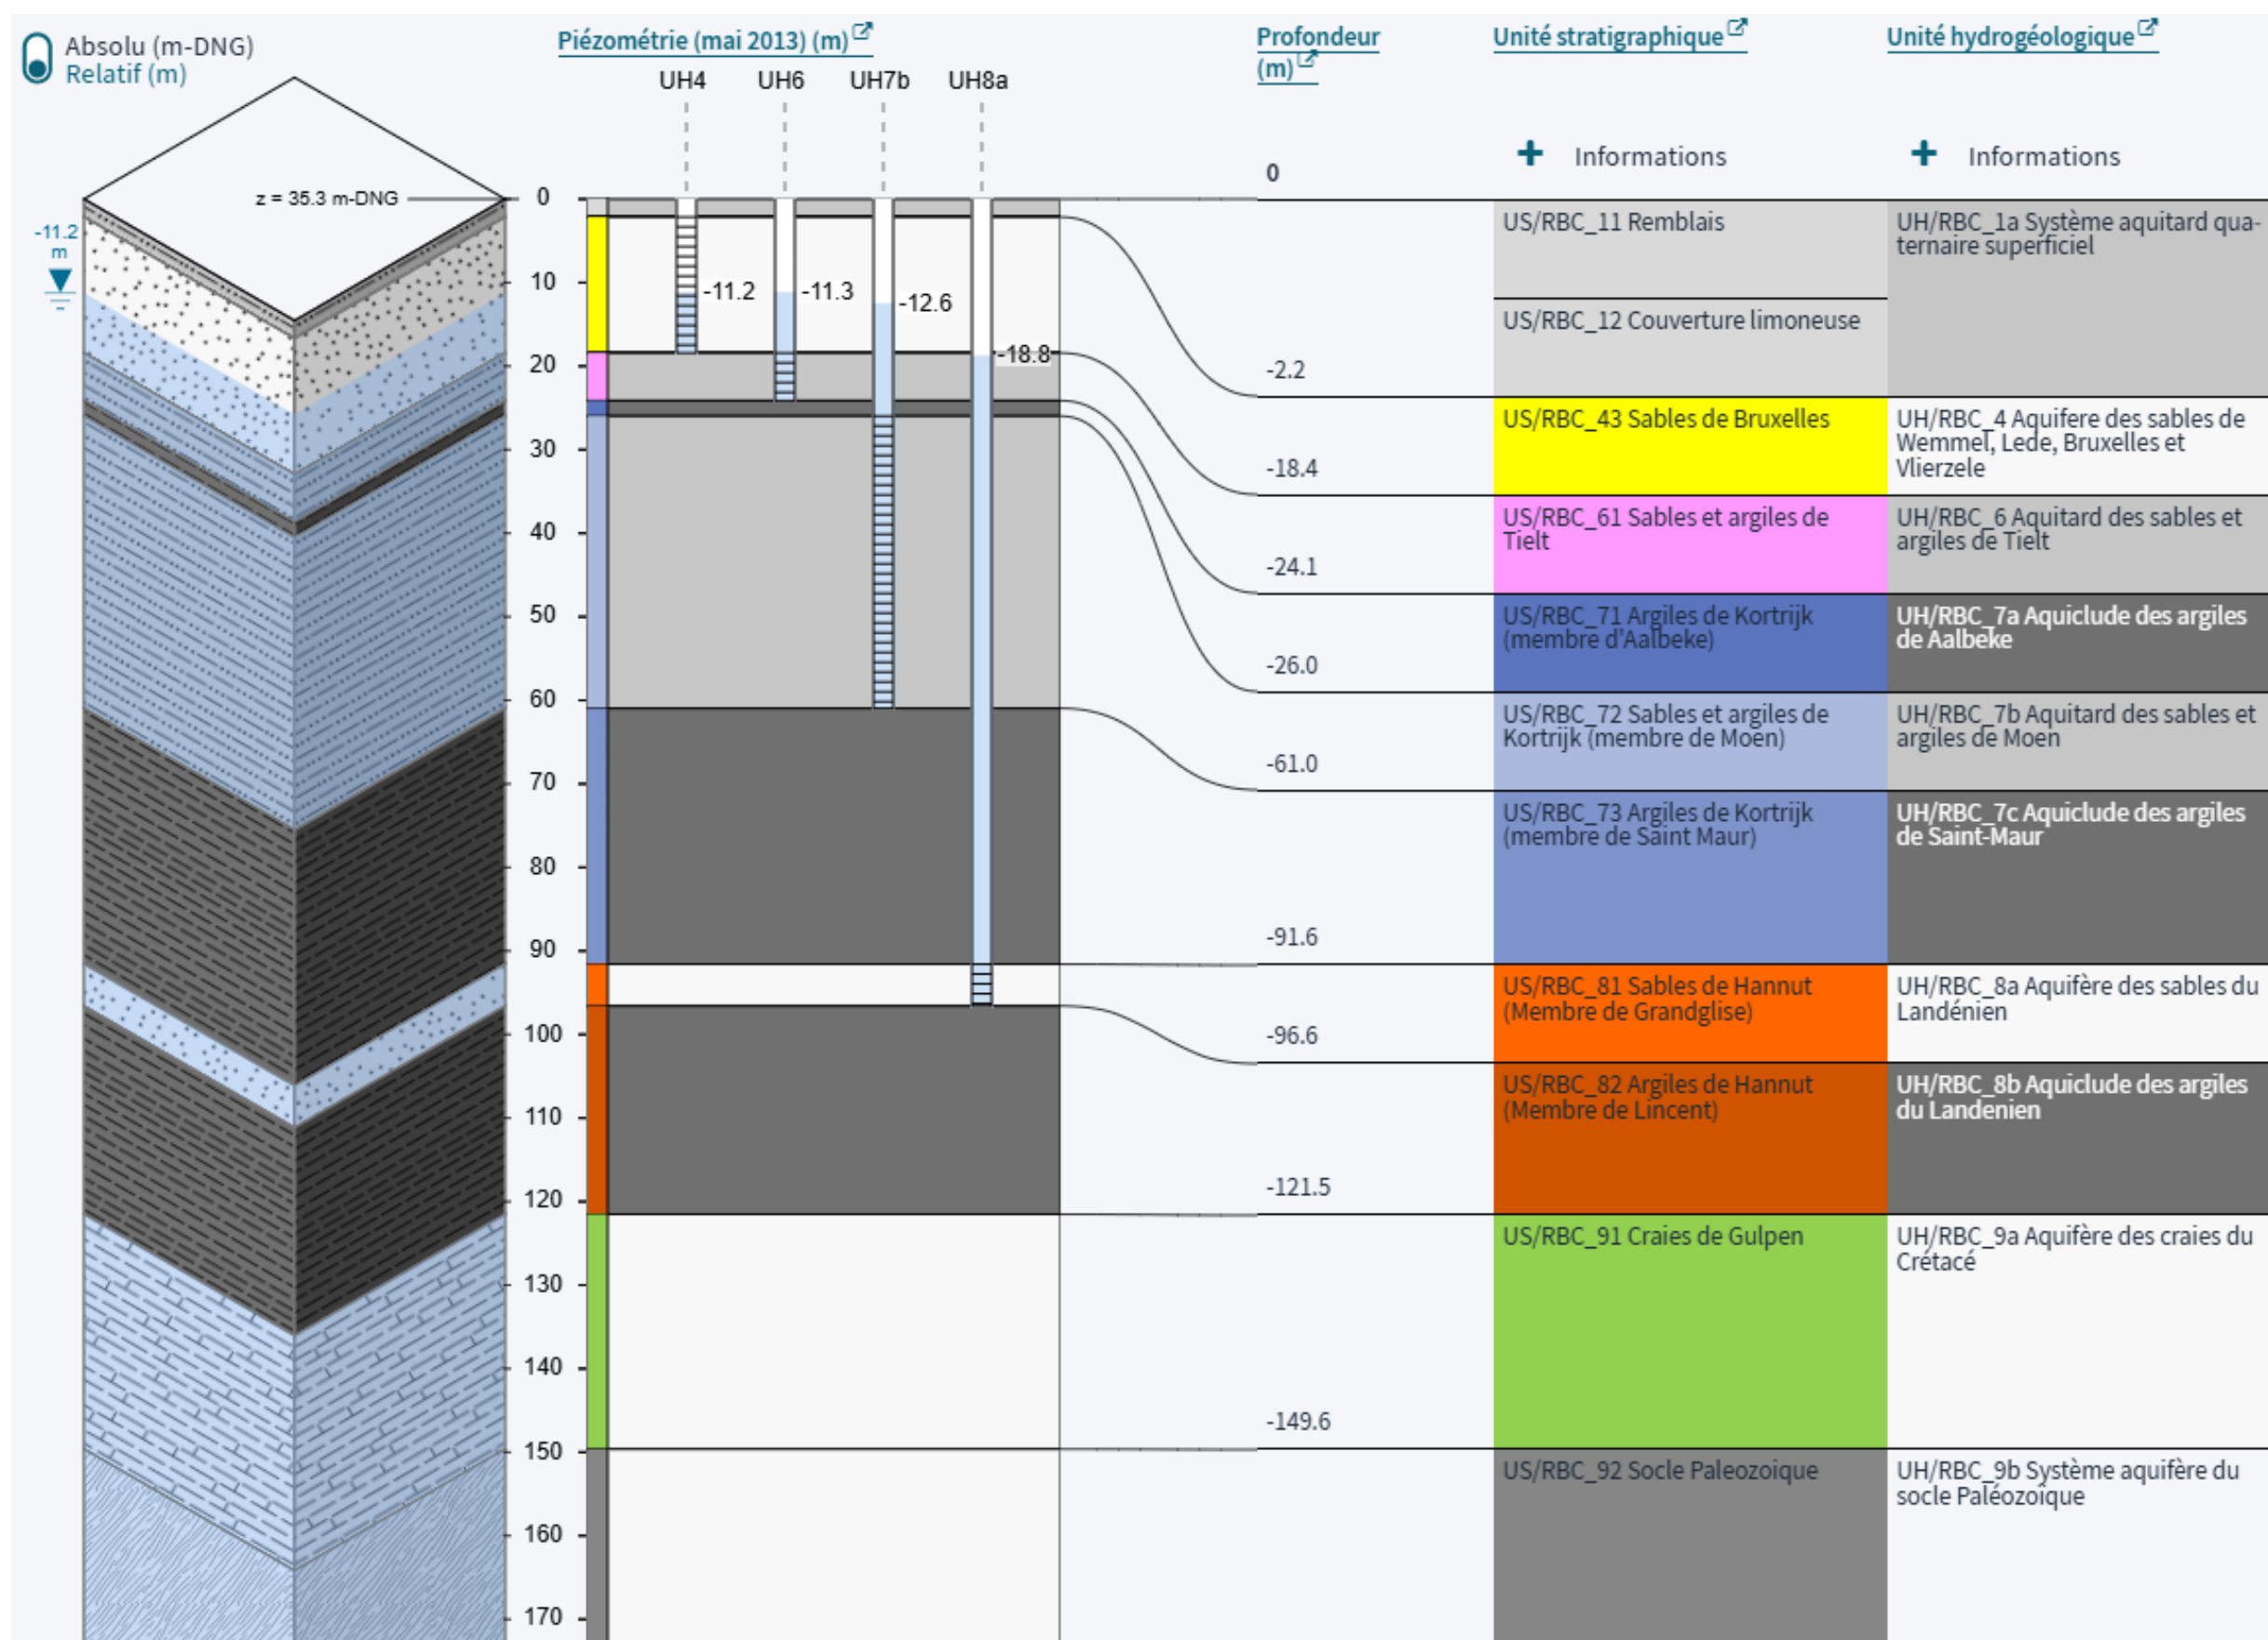 Absolu (m-DNG)
Relatif (m)
Piézométrie (mai 2013) (m)
Profondeur
(m)
Unité stratigraphique
Unité hydrogéologique
UH4
UH6
UH7b
UH8a
+ Informations
+ Informations
z = 35.3 m-DNG
-11.2
m
0
10
20
30
40
50
60
70
80
90
100
110
120
130
140
150
160
170
-11.2
-11.3
-12.6
-18.8
0
-2.2
-18.4
-24.1
-26.0
-61.0
-91.6
-96.6
-121.5
-149.6
US/RBC_11 Remblais
US/RBC_12 Couverture limoneuse
UH/RBC_1a Système aquitard qua-
ternaire superficiel
US/RBC_43 Sables de Bruxelles
UH/RBC_4 Aquifere des sables de
Wemmel, Lede, Bruxelles et
Vlierzele
US/RBC_61 Sables et argiles de
Tielt
UH/RBC_6 Aquitard des sables et
argiles de Tielt
US/RBC_71 Argiles de Kortrijk
(membre d'Aalbeke)
UH/RBC_7a Aquiclude des argiles
de Aalbeke
US/RBC_72 Sables et argiles de
Kortrijk (membre de Moen)
UH/RBC_7b Aquitard des sables et
argiles de Moen
US/RBC_73 Argiles de Kortrijk
(membre de Saint Maur)
UH/RBC_7c Aquiclude des argiles
de Saint-Maur
US/RBC_81 Sables de Hannut
(Membre de Grandglise)
UH/RBC_8a Aquifère des sables du
Landénien
US/RBC_82 Argiles de Hannut
(Membre de Lincent)
UH/RBC_8b Aquiclude des argiles
du Landenien
US/RBC_91 Craies de Gulpen
UH/RBC_9a Aquifère des craies du
Crétacé
US/RBC_92 Socle Paleozoique
UH/RBC_9b Système aquifère du
socle Paléozoïque